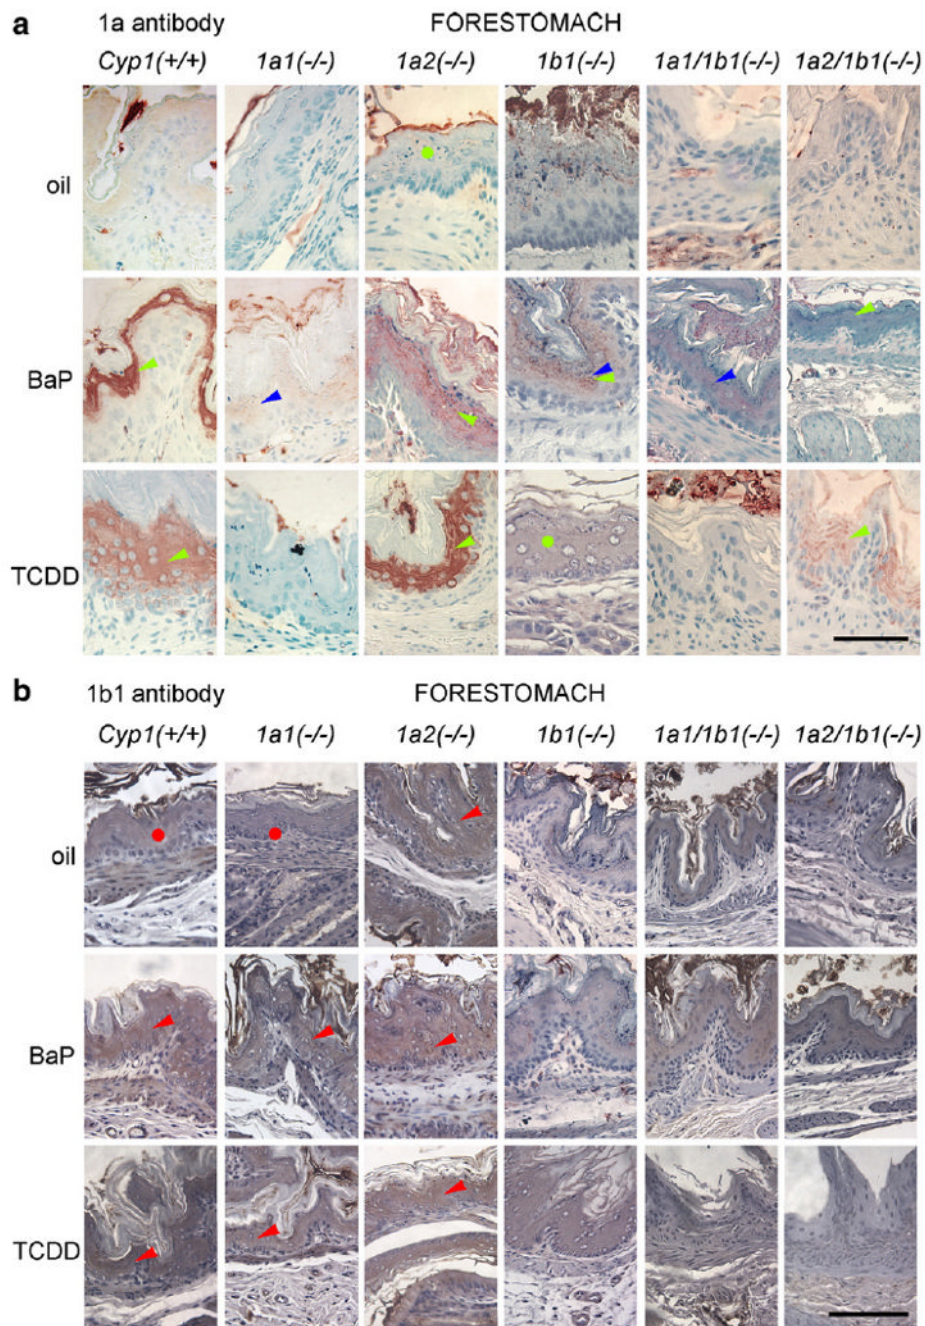 a 1a antibody FORESTOMACH
Cyp1(+/+) 1a1(-/-) 1a2(-/-) 1b1(-/-) 1a1/1b1(-/-) 1a2/1b1(-/-)
oil
BaP
TCDD
b 1b1 antibody FORESTOMACH
Cyp1(+/+) 1a1(-/-) 1a2(-/-) 1b1(-/-) 1a1/1b1(-/-) 1a2/1b1(-/-)
oil
BaP
TCDD